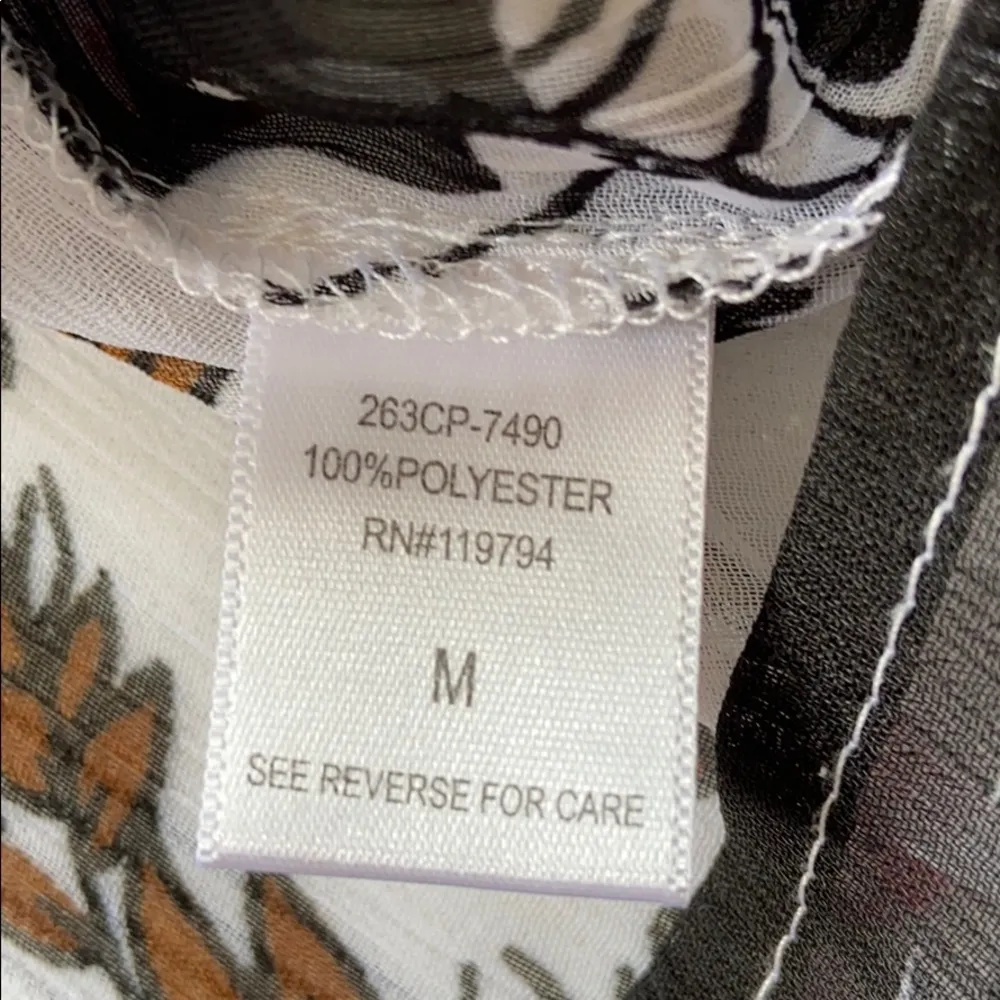 263CP-7490
100%POLYESTER
RN#119794
M
SEE REVERSE FOR CARE